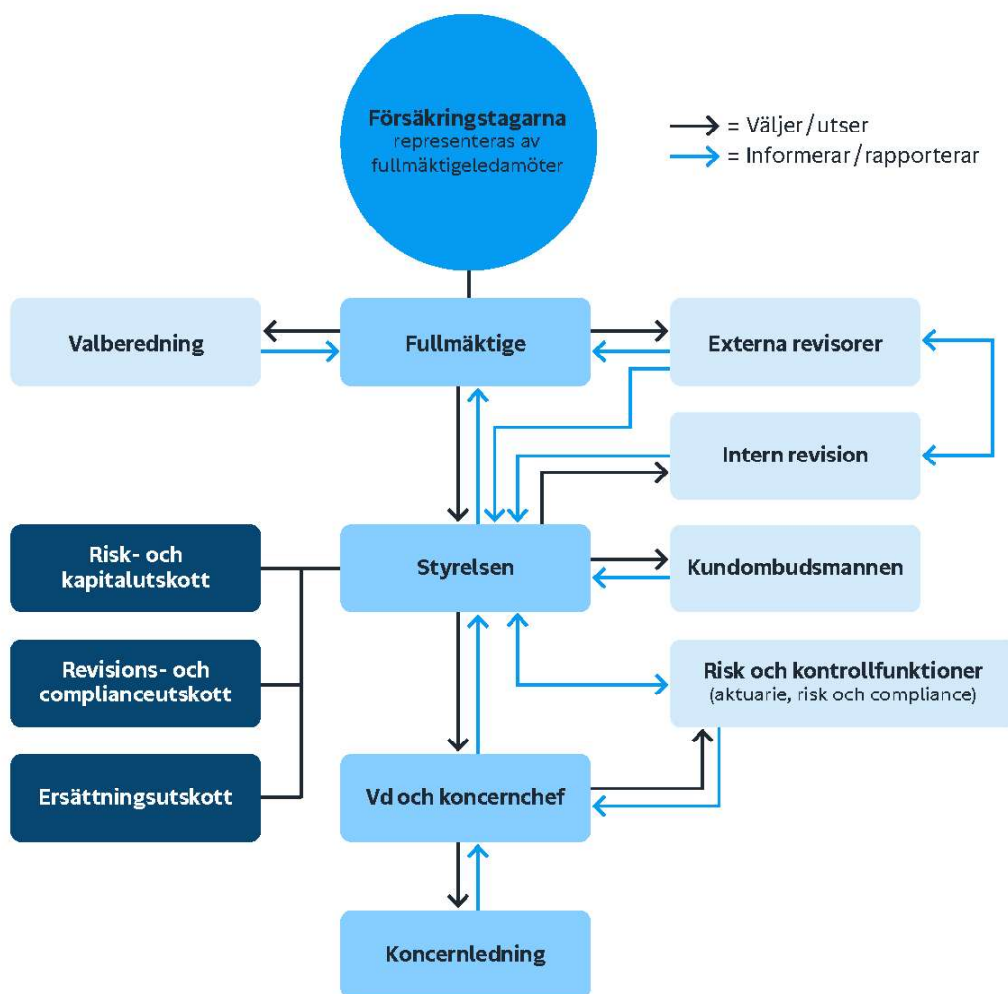 Försäkringstagarna
representeras av
fullmäktigeledamöter
= Väljer/utser
= Informerar/rapporterar
Valberedning
Fullmäktige
Externa revisorer
Intern revision
Risk- och
kapitalutskott
Styrelsen
Kundombudsmannen
Revisions- och
complianceutskott
Risk och kontrollfunktioner
(aktuarie, risk och compliance)
Ersättningsutskott
Vd och koncernchef
Koncernledning